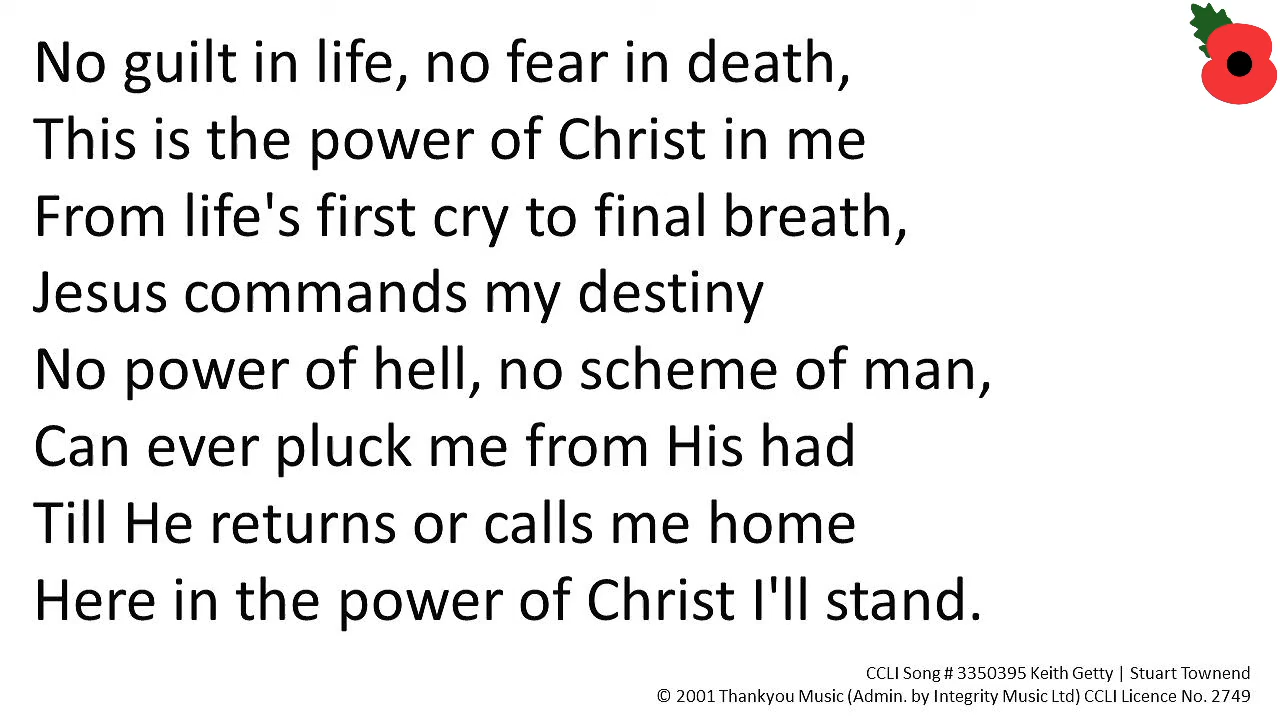 No guilt in life, no fear in death,
This is the power of Christ in me
From life's first cry to final breath,
Jesus commands my destiny
No power of hell, no scheme of man,
Can ever pluck me from His had
Till He returns or calls me home
Here in the power of Christ I'll stand.
CCLI Song # 3350395 Keith Getty | Stuart Townend
© 2001 Thankyou Music (Admin. by Integrity Music Ltd) CCLI Licence No. 2749